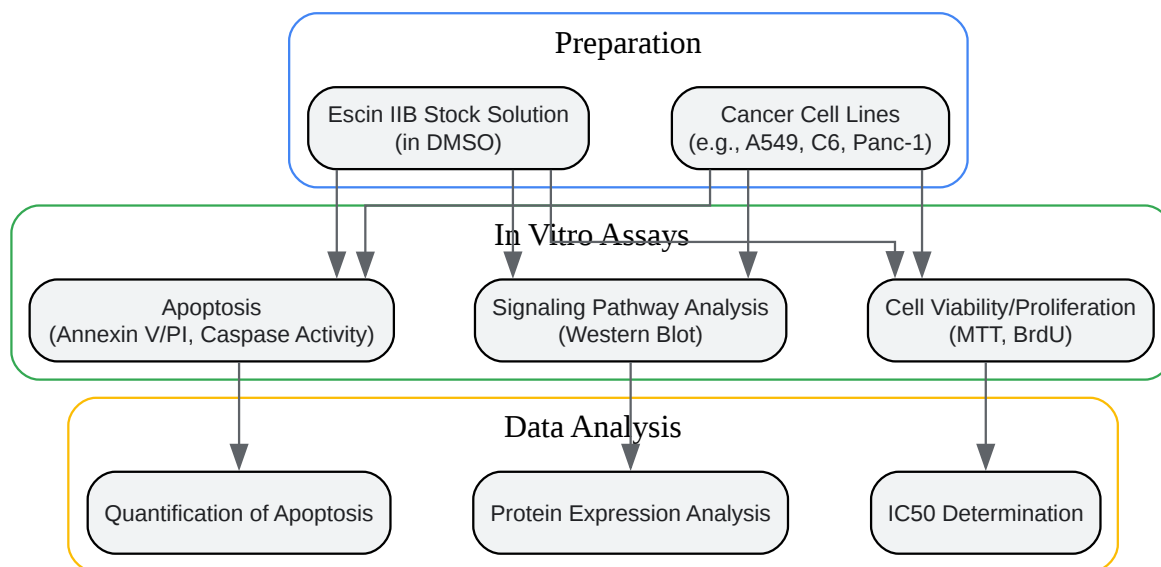 Preparation
Escin IIB Stock Solution
(in DMSO)
Cancer Cell Lines
(e.g., A549, C6, Panc-1)
In Vitro Assays
Apoptosis
(Annexin V/PI, Caspase Activity)
Signaling Pathway Analysis
(Western Blot)
Cell Viability/Proliferation
(MTT, BrdU)
Data Analysis
Quantification of Apoptosis
Protein Expression Analysis
IC50 Determination